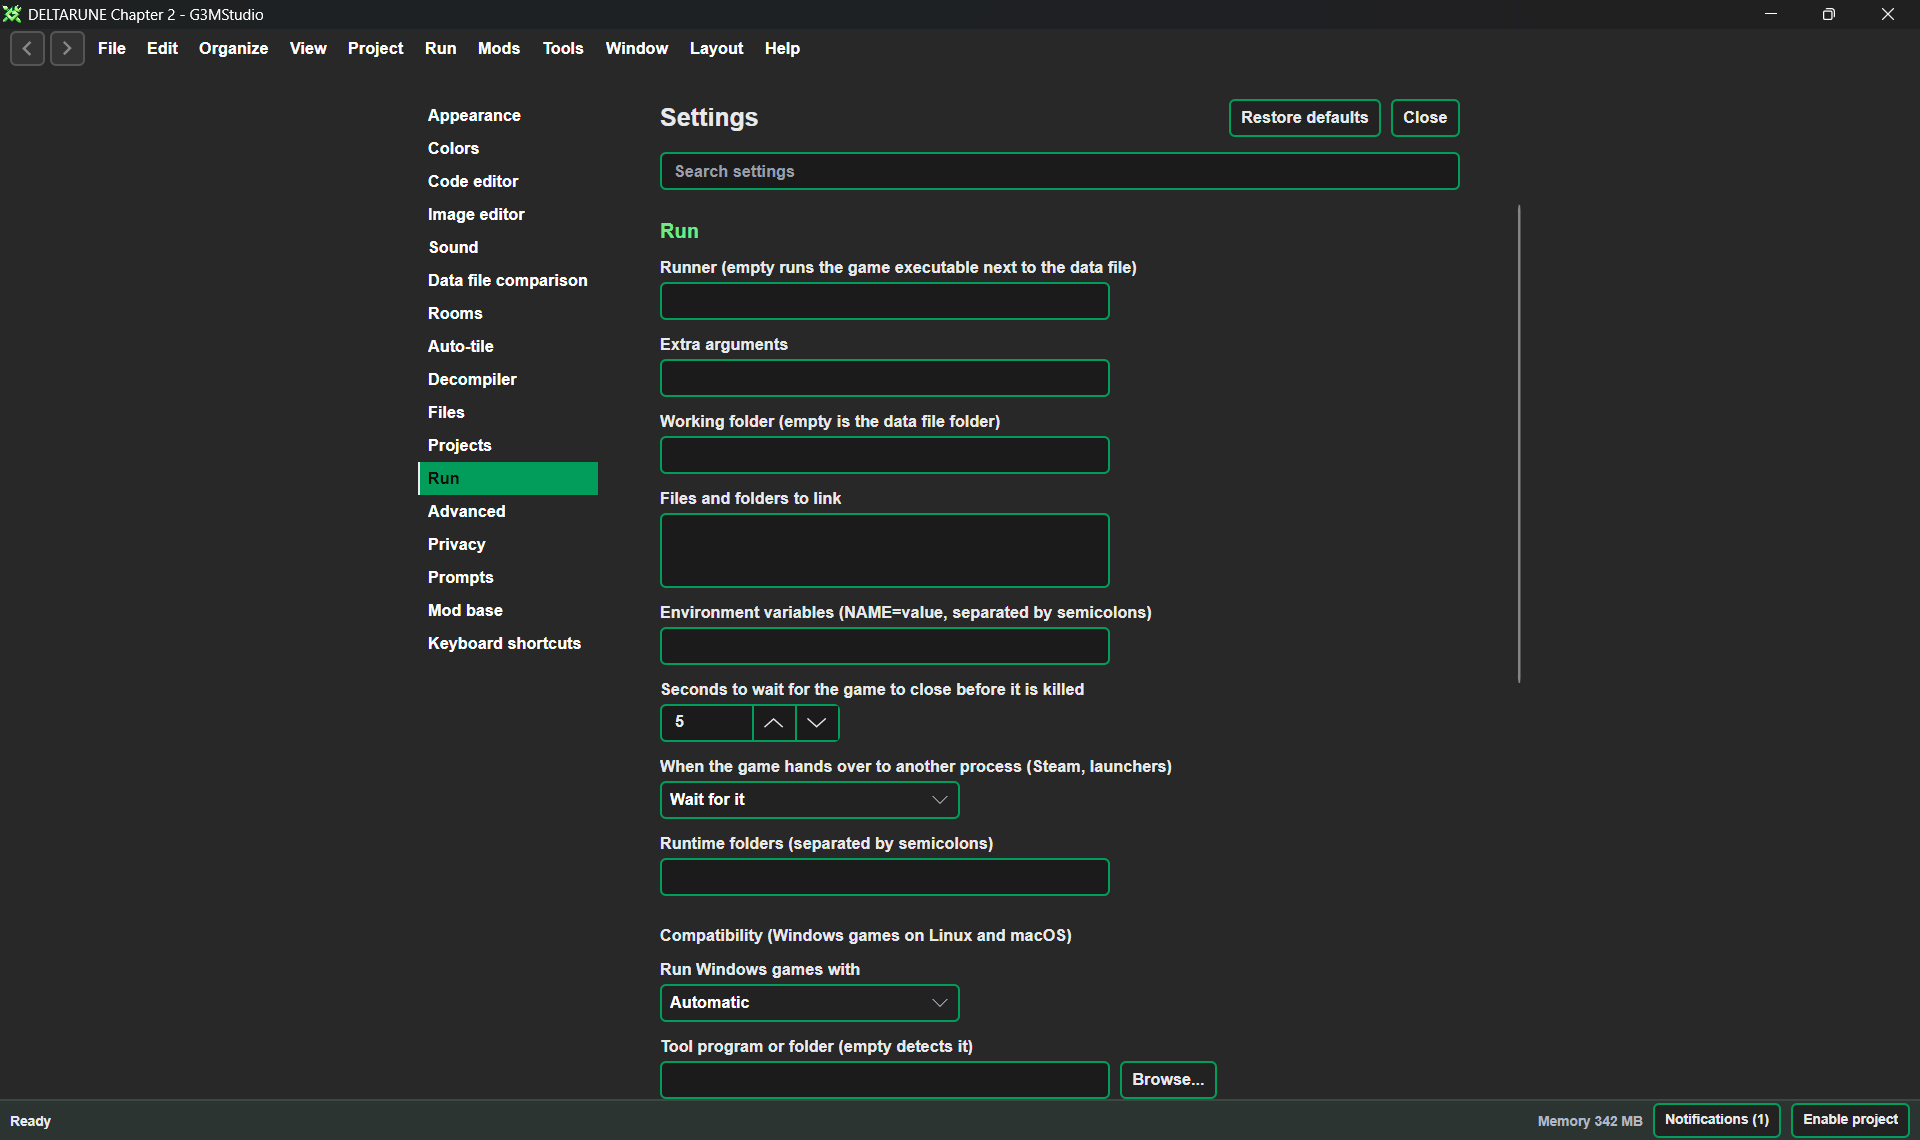 DELTARUNE Chapter 2 - G3MStudio
File Edit Organize View Project Run Mods Tools Window Layout Help
Appearance
Colors
Code editor
Image editor
Sound
Data file comparison
Rooms
Auto-tile
Decompiler
Files
Projects
Run
Advanced
Privacy
Prompts
Mod base
Keyboard shortcuts
Settings
Restore defaults
Close
Search settings
Run
Runner (empty runs the game executable next to the data file)
Extra arguments
Working folder (empty is the data file folder)
Files and folders to link
Environment variables (NAME=value, separated by semicolons)
Seconds to wait for the game to close before it is killed
5
When the game hands over to another process (Steam, launchers)
Wait for it
Runtime folders (separated by semicolons)
Compatibility (Windows games on Linux and macOS)
Run Windows games with
Automatic
Tool program or folder (empty detects it)
Browse...
Ready
Memory 342 MB
Notifications (1)
Enable project